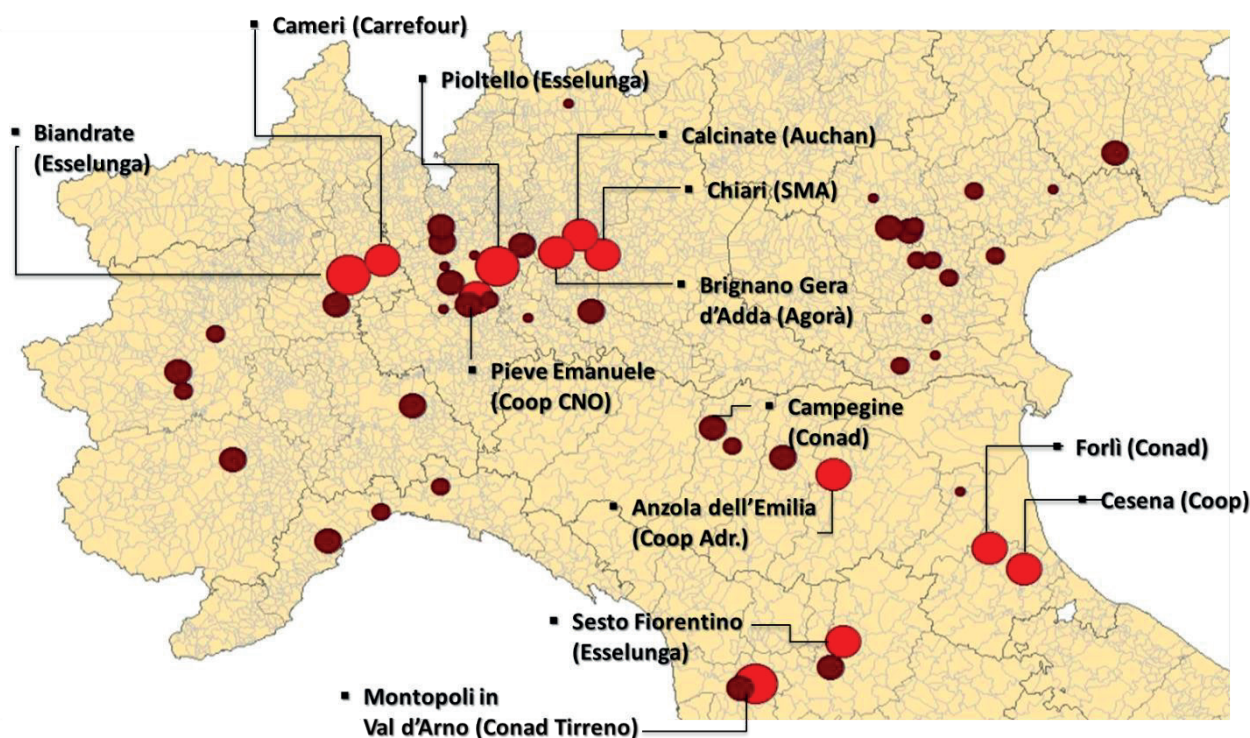 Cameri (Carrefour)
Pioltello (Esselunga)
Biandrate
(Esselunga)
Calcinate (Auchan)
Chiari (SMA)
Brignano Gera
d'Adda (Agorà)
Pieve Emanuele
(Coop CNO)
Campegine
(Conad)
Forlì (Conad)
Cesena (Coop)
Anzola dell'Emilia
(Coop Adr.)
Sesto Fiorentino
(Esselunga)
Montopoli in
Val d'Arno (Conad Tirreno)